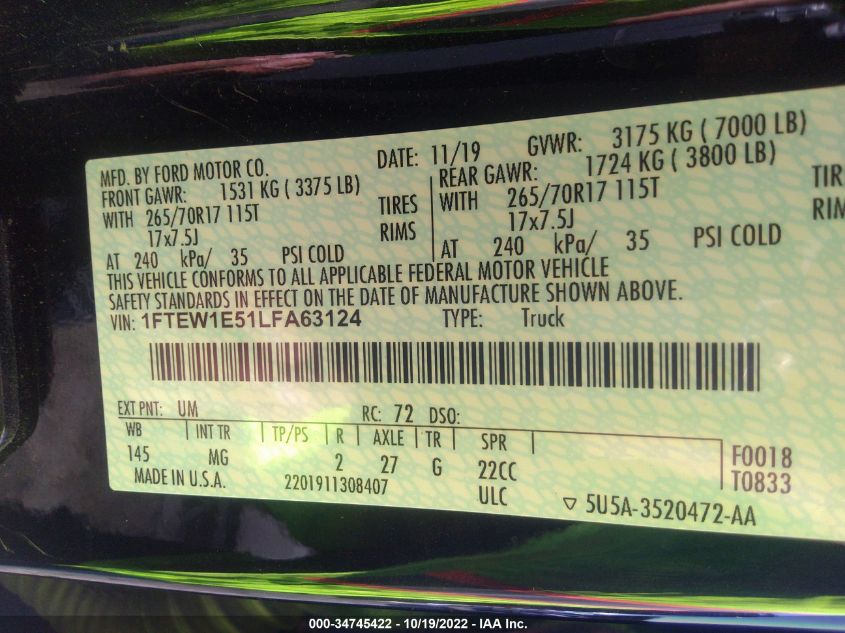 MFD. BY FORD MOTOR CO. DATE: 11/19 GVWR: 3175 KG ( 7000 LB)
FRONT GAWR: 1531 KG ( 3375 LB) REAR GAWR: 1724 KG ( 3800 LB)
WITH 265/70R17 115T TIRES WITH 265/70R17 115T TIR
17x7.5J RIMS 17x7.5J RIM
AT 240 kPa/ 35 PSI COLD AT 240 kPa/ 35 PSI COLD
THIS VEHICLE CONFORMS TO ALL APPLICABLE FEDERAL MOTOR VEHICLE
SAFETY STANDARDS IN EFFECT ON THE DATE OF MANUFACTURE SHOWN ABOVE.
VIN: 1FTEW1E51LFA63124 TYPE: Truck
EXT PNT: UM RC: 72 DSO:
WB INT TR TP/PS R AXLE TR SPR
145 MG 2 27 G 22CC F0018
MADE IN U.S.A. 2201911308407 ULC T0833
5U5A-3520472-AA
000-34745422 - 10/19/2022 - IAA Inc.